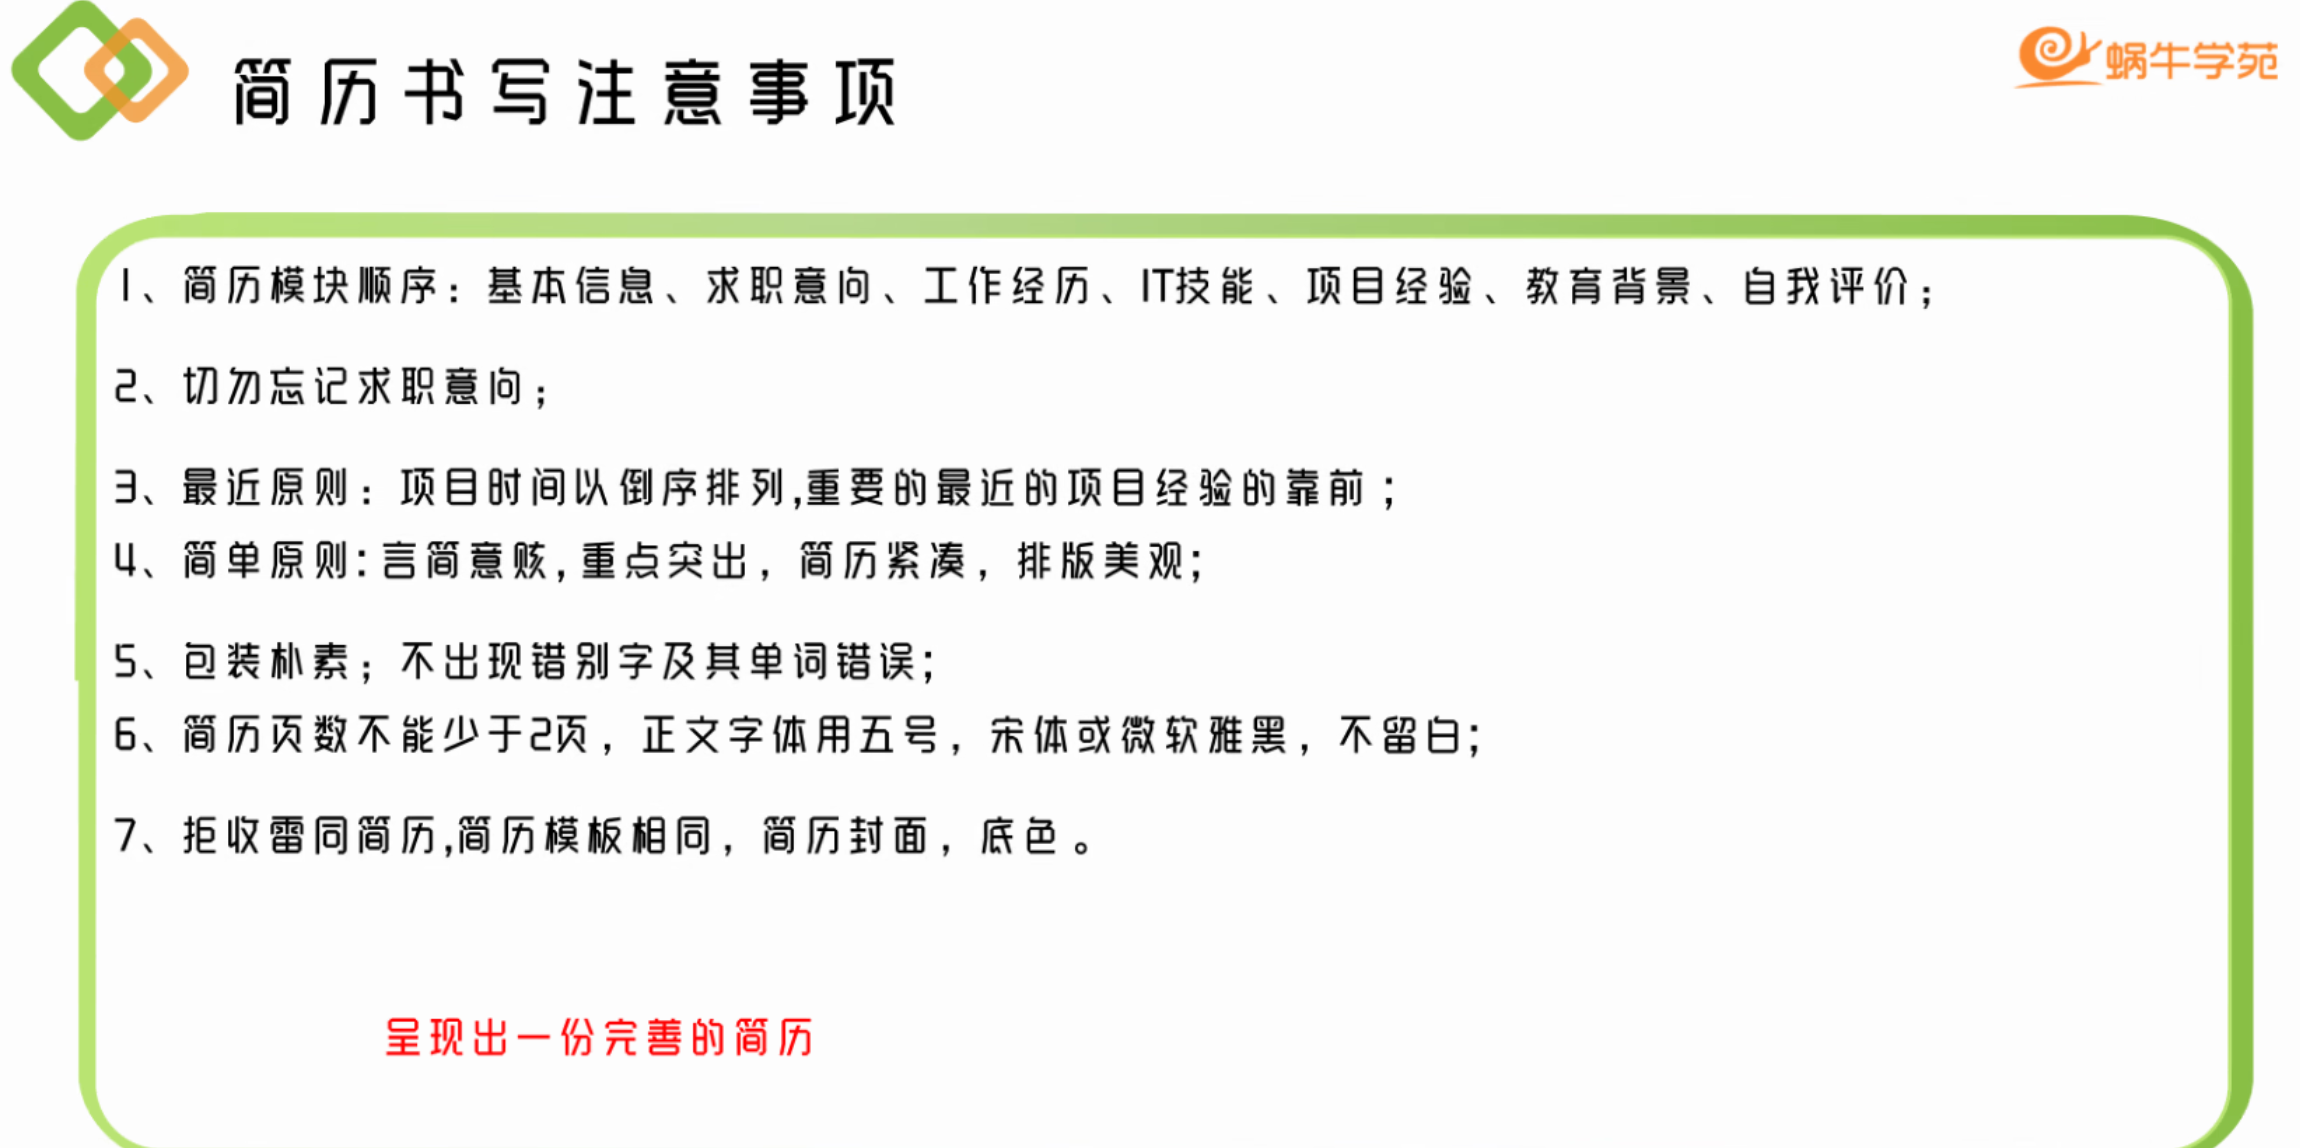 简历书写注意事项
蜗牛学苑
1、简历模块顺序：基本信息、求职意向、工作经历、IT技能、项目经验、教育背景、自我评价；
2、切勿忘记求职意向；
3、最近原则：项目时间以倒序排列,重要的最近的项目经验的靠前；
4、简单原则:言简意赅,重点突出，简历紧凑，排版美观;
5、包装朴素；不出现错别字及其单词错误;
6、简历页数不能少于2页，正文字体用五号，宋体或微软雅黑，不留白;
7、拒收雷同简历,简历模板相同，简历封面，底色。
呈现出一份完善的简历